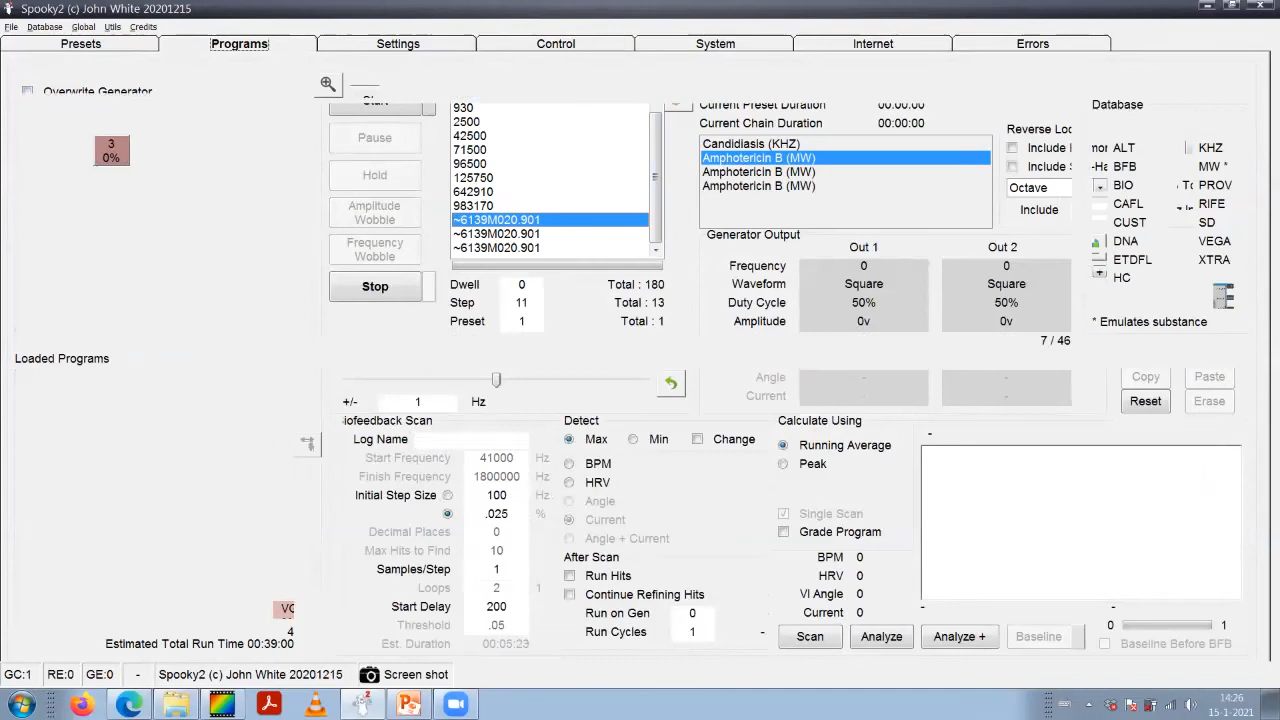 Spooky2 (c) John White 20201215
File Database Global Utils Credits
Presets Programs Settings Control System Internet Errors
Overwrite Generator
3
0%
Loaded Programs
4
Estimated Total Run Time 00:39:00
Start
Pause
Hold
Amplitude
Wobble
Frequency
Wobble
Stop
930
2500
42500
71500
96500
125750
642910
983170
~6139M020.901
~6139M020.901
~6139M020.901
Dwell 0 Total : 180
Step 11 Total : 13
Preset 1 Total : 1
Current Preset Duration 00:00:00
Current Chain Duration 00:00:00
Candidiasis (KHZ)
Amphotericin B (MW)
Amphotericin B (MW)
Amphotericin B (MW)
Generator Output
Out 1 Out 2
Frequency 0 0
Waveform Square Square
Duty Cycle 50% 50%
Amplitude 0v 0v
7 / 46
Angle - -
Current - -
Reverse Loo
Include
Include
Octave
Include
Database
ALT KHZ
BFB MW *
BIO PROV
CAFL RIFE
CUST SD
DNA VEGA
ETDFL XTRA
HC
* Emulates substance
Copy Paste
Reset Erase
+/- 1 Hz
iofeedback Scan
Log Name
Start Frequency 41000 Hz
Finish Frequency 1800000 Hz
Initial Step Size 100 Hz
.025 %
Decimal Places 0
Max Hits to Find 10
Samples/Step 1
Loops 2 1
Start Delay 200
Threshold .05
Est. Duration 00:05:23
Detect
Max Min Change
BPM
HRV
Angle
Current
Angle + Current
After Scan
Run Hits
Continue Refining Hits
Run on Gen 0
Run Cycles 1 -
Calculate Using
Running Average
Peak
Single Scan
Grade Program
BPM 0
HRV 0
VI Angle 0
Current 0
Scan Analyze Analyze + Baseline
-
- -
0 1
Baseline Before BFB
GC:1 RE:0 GE:0 - Spooky2 (c) John White 20201215 Screen shot
14:26
15-1-2021